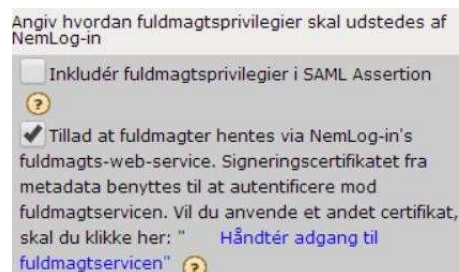 Angiv hvordan fuldmagtsprivilegier skal udstedes af
NemLog-in
Inkludér fuldmagtsprivilegier i SAML Assertion
?
Tillad at fuldmagter hentes via NemLog-in's
fuldmagts-web-service. Signeringscertifikatet fra
metadata benyttes til at autentificere mod
fuldmagtservicen. Vil du anvende et andet certifikat,
skal du klikke her: " Håndtér adgang til
fuldmagtservicen" ?